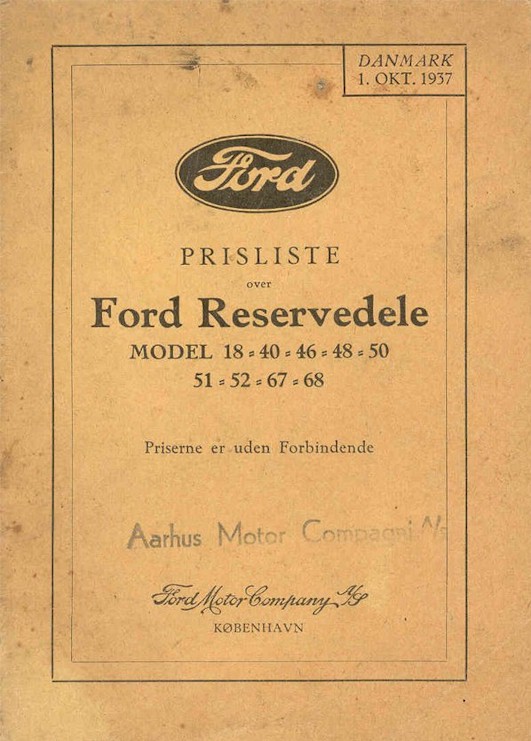 DANMARK
1. OKT. 1937
Ford
PRISLISTE
over
Ford Reservedele
MODEL 18 - 40 - 46 - 48 - 50
51 - 52 - 67 - 68
Priserne er uden Forbindende
Aarhus Motor Compagni A/S
Ford Motor Company A/S
KØBENHAVN